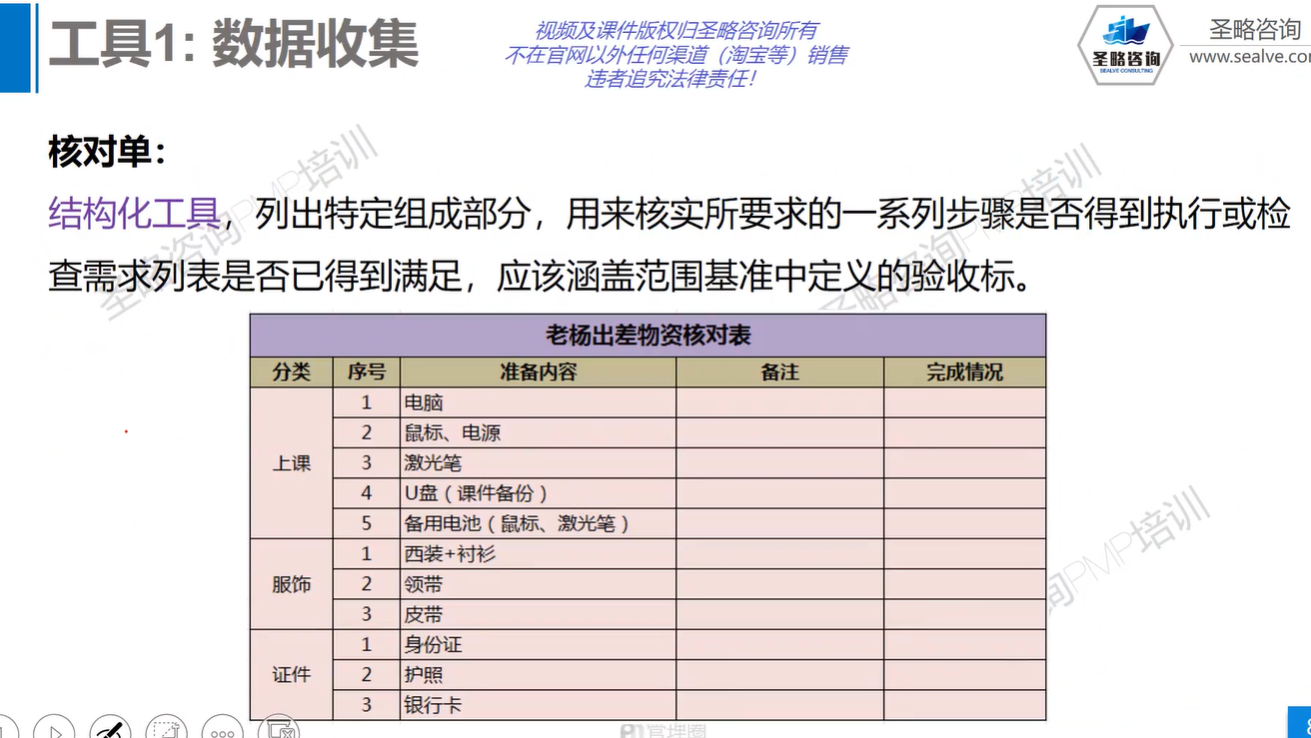 工具1: 数据收集
视频及课件版权归圣略咨询所有
不在官网以外任何渠道（淘宝等）销售
违者追究法律责任！
圣略咨询
SEALVE CONSULTING
圣略咨询
www.sealve.com
核对单：
结构化工具，列出特定组成部分，用来核实所要求的一系列步骤是否得到执行或检
查需求列表是否已得到满足，应该涵盖范围基准中定义的验收标。
圣略咨询PMP培训
圣略咨询PMP培训
询PMP培训
老杨出差物资核对表
分类 序号 准备内容 备注 完成情况
上课
1 电脑
2 鼠标、电源
3 激光笔
4 U盘（课件备份）
5 备用电池（鼠标、激光笔）
服饰
1 西装+衬衫
2 领带
3 皮带
证件
1 身份证
2 护照
3 银行卡
管理圈